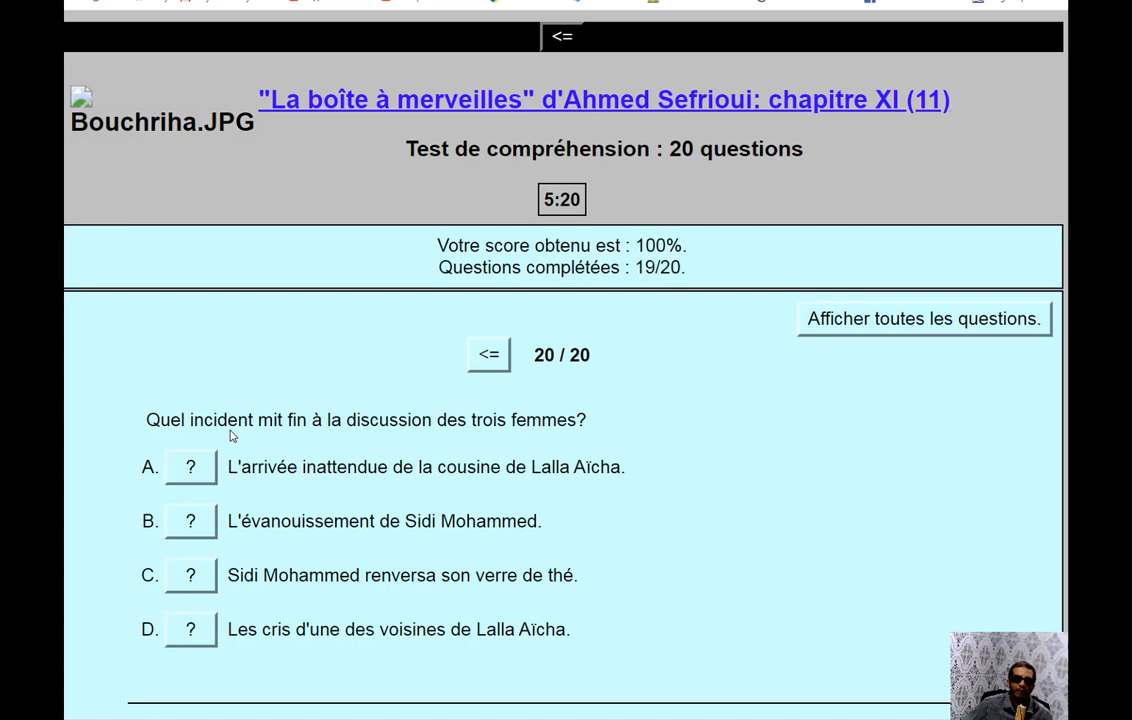 <=
"La boîte à merveilles" d'Ahmed Sefrioui: chapitre XI (11)
Bouchriha.JPG
Test de compréhension : 20 questions
5:20
Votre score obtenu est : 100%.
Questions complétées : 19/20.
Afficher toutes les questions.
<= 20 / 20
Quel incident mit fin à la discussion des trois femmes?
A. ? L'arrivée inattendue de la cousine de Lalla Aïcha.
B. ? L'évanouissement de Sidi Mohammed.
C. ? Sidi Mohammed renversa son verre de thé.
D. ? Les cris d'une des voisines de Lalla Aïcha.